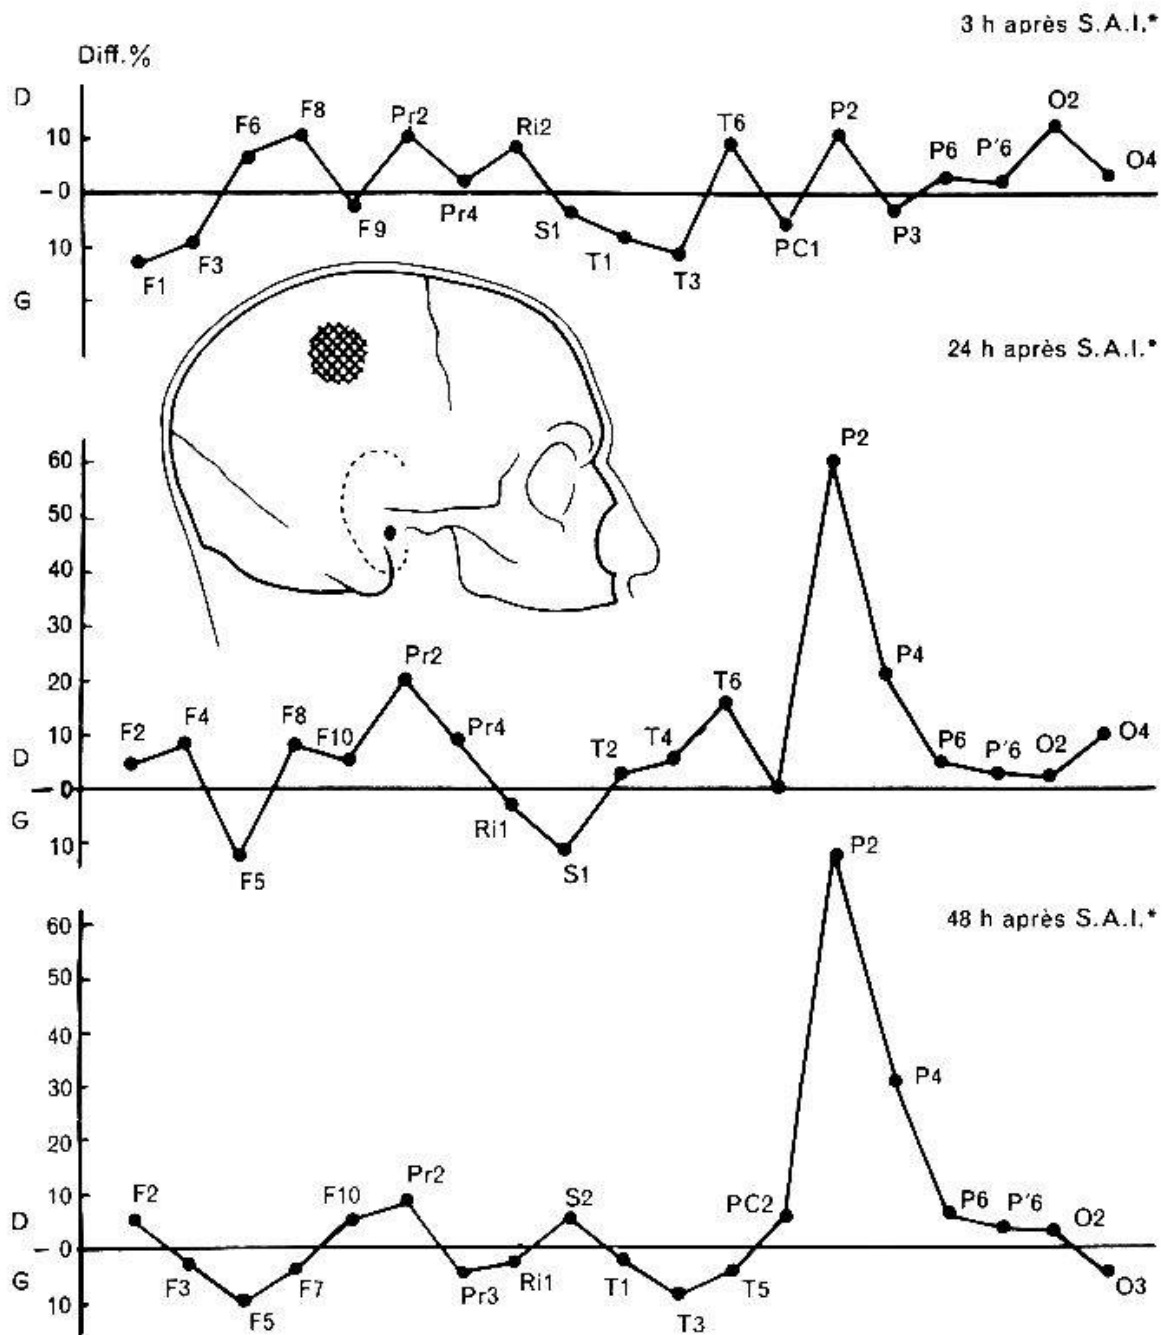 3 h après S.A.I.*
Diff.%
D
10
– 0
10
G
F1
F3
F6
F8
F9
Pr2
Pr4
Ri2
S1
T1
T3
T6
PC1
P2
P3
P6
P'6
O2
O4
24 h après S.A.I.*
60
50
40
30
20
10
D
– 0
G
10
F2
F4
F5
F8
F10
Pr2
Pr4
Ri1
S1
T2
T4
T6
P2
P4
P6
P'6
O2
O4
48 h après S.A.I.*
60
50
40
30
20
10
D
– 0
G
10
F2
F3
F5
F7
F10
Pr2
Pr3
Ri1
S2
T1
T3
T5
PC2
P2
P4
P6
P'6
O2
O3